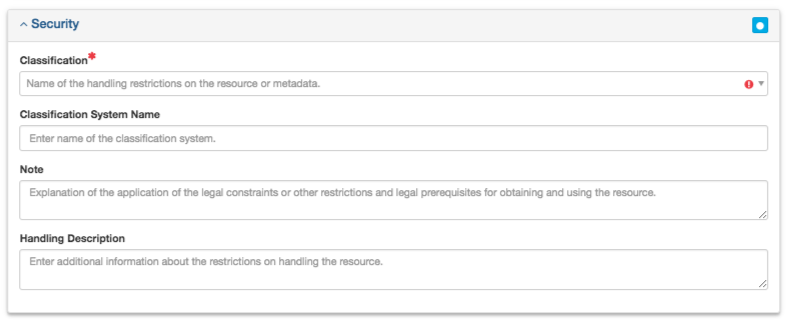 Security
Classification*
Name of the handling restrictions on the resource or metadata.
Classification System Name
Enter name of the classification system.
Note
Explanation of the application of the legal constraints or other restrictions and legal prerequisites for obtaining and using the resource.
Handling Description
Enter additional information about the restrictions on handling the resource.